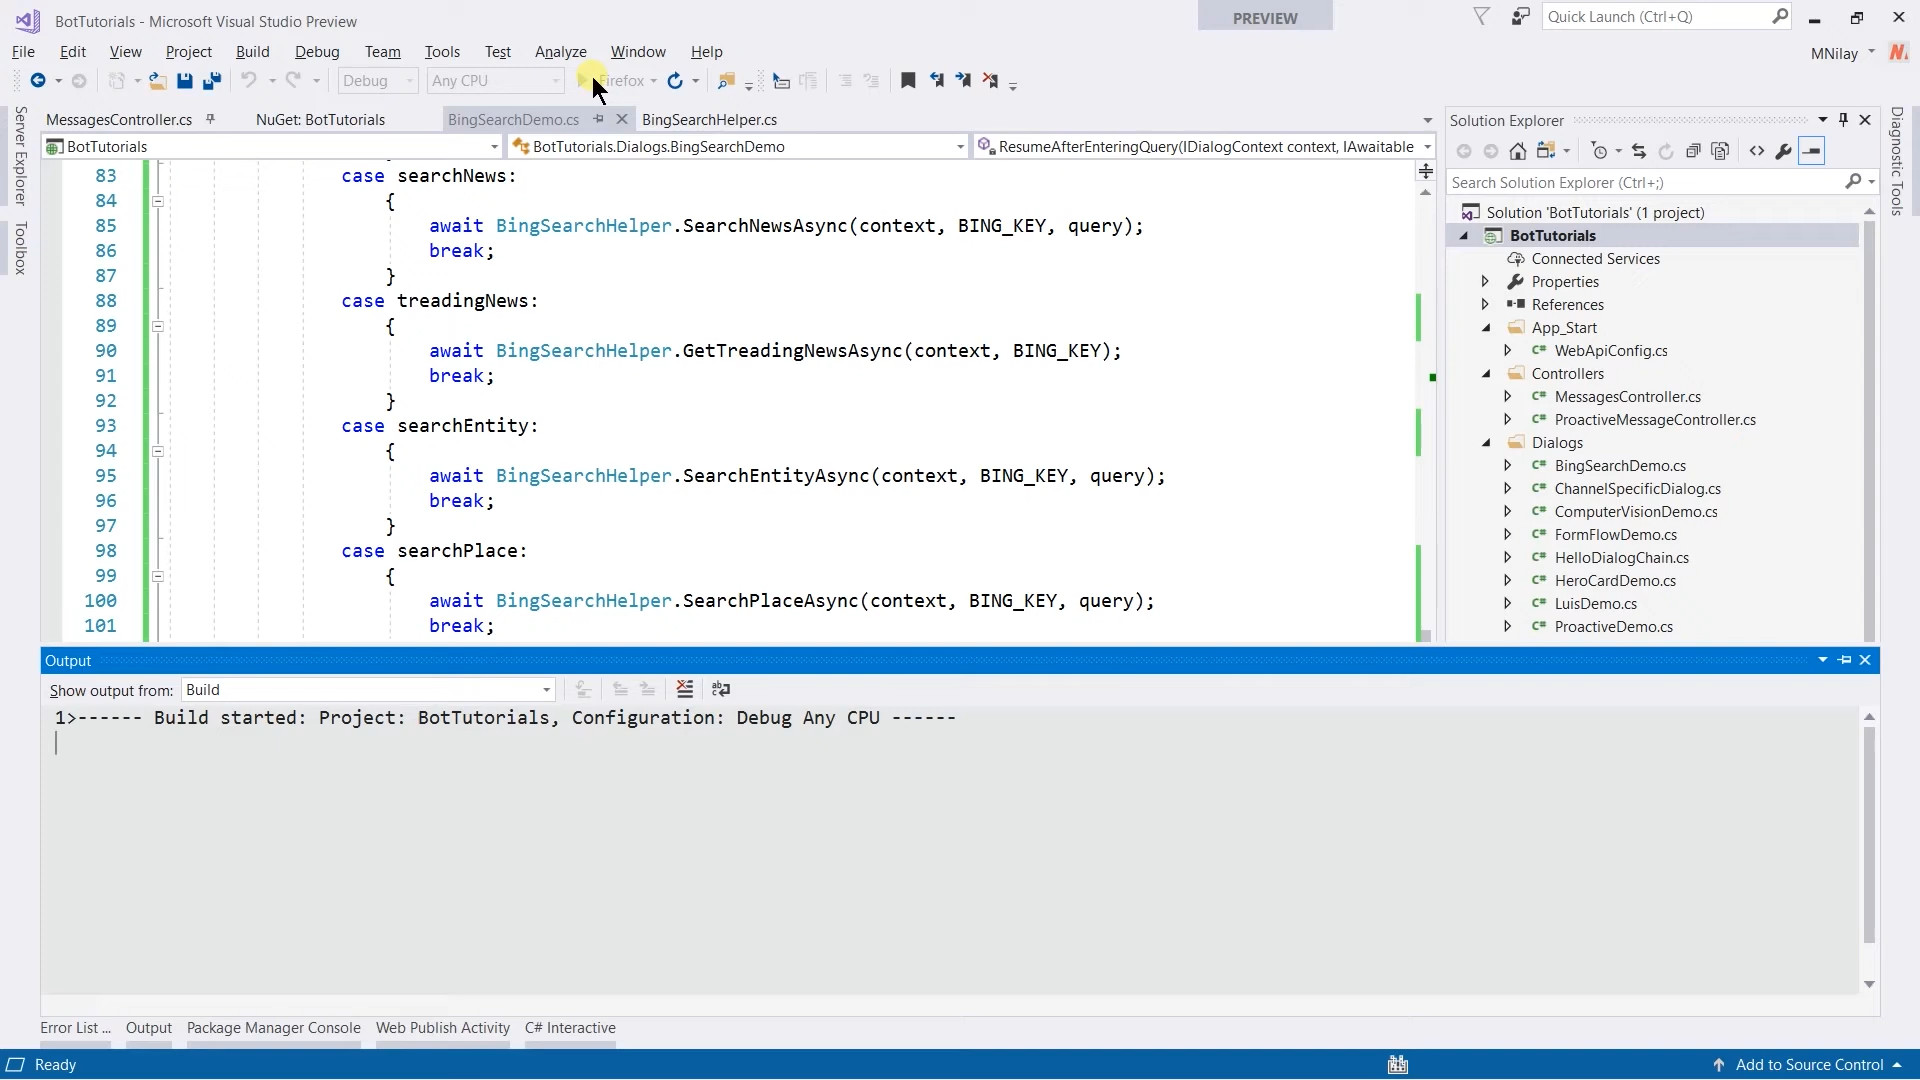 BotTutorials - Microsoft Visual Studio Preview
PREVIEW
Quick Launch (Ctrl+Q)
File Edit View Project Build Debug Team Tools Test Analyze Window Help
MNilay
Debug Any CPU Firefox
MessagesController.cs NuGet: BotTutorials BingSearchDemo.cs BingSearchHelper.cs
BotTutorials BotTutorials.Dialogs.BingSearchDemo ResumeAfterEnteringQuery(IDialogContext context, IAwaitable
Server Explorer
Toolbox
83 case searchNews:
84 {
85 await BingSearchHelper.SearchNewsAsync(context, BING_KEY, query);
86 break;
87 }
88 case treadingNews:
89 {
90 await BingSearchHelper.GetTreadingNewsAsync(context, BING_KEY);
91 break;
92 }
93 case searchEntity:
94 {
95 await BingSearchHelper.SearchEntityAsync(context, BING_KEY, query);
96 break;
97 }
98 case searchPlace:
99 {
100 await BingSearchHelper.SearchPlaceAsync(context, BING_KEY, query);
101 break;
Solution Explorer
Search Solution Explorer (Ctrl+;)
Solution 'BotTutorials' (1 project)
BotTutorials
Connected Services
Properties
References
App_Start
C# WebApiConfig.cs
Controllers
C# MessagesController.cs
C# ProactiveMessageController.cs
Dialogs
C# BingSearchDemo.cs
C# ChannelSpecificDialog.cs
C# ComputerVisionDemo.cs
C# FormFlowDemo.cs
C# HelloDialogChain.cs
C# HeroCardDemo.cs
C# LuisDemo.cs
C# ProactiveDemo.cs
Diagnostic Tools
Output
Show output from: Build
1>------ Build started: Project: BotTutorials, Configuration: Debug Any CPU ------
Error List ... Output Package Manager Console Web Publish Activity C# Interactive
Ready
Add to Source Control